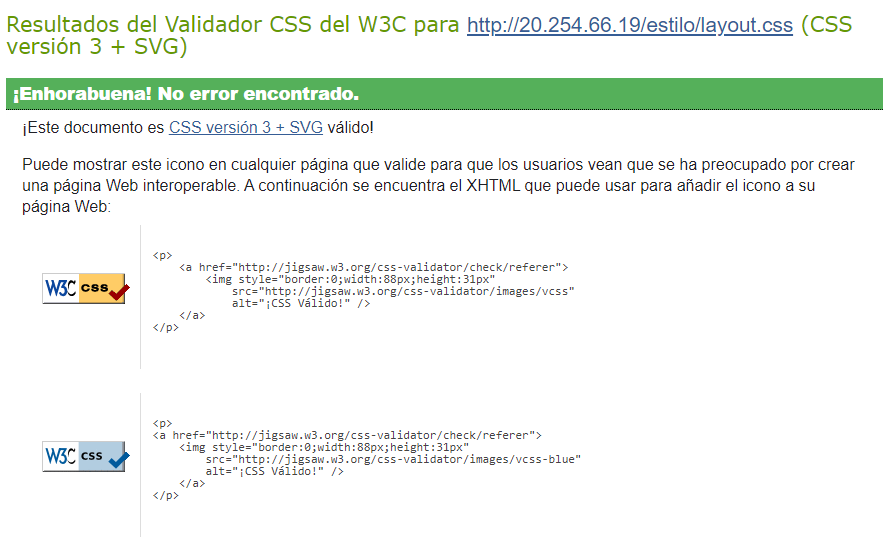 Resultados del Validador CSS del W3C para http://20.254.66.19/estilo/layout.css (CSS
versión 3 + SVG)
¡Enhorabuena! No error encontrado.
¡Este documento es CSS versión 3 + SVG válido!
Puede mostrar este icono en cualquier página que valide para que los usuarios vean que se ha preocupado por crear
una página Web interoperable. A continuación se encuentra el XHTML que puede usar para añadir el icono a su
página Web:
W3C css
<p>
    <a href="http://jigsaw.w3.org/css-validator/check/referer">
        <img style="border:0;width:88px;height:31px"
            src="http://jigsaw.w3.org/css-validator/images/vcss"
            alt="¡CSS Válido!" />
    </a>
</p>
W3C css
<p>
<a href="http://jigsaw.w3.org/css-validator/check/referer">
    <img style="border:0;width:88px;height:31px"
        src="http://jigsaw.w3.org/css-validator/images/vcss-blue"
        alt="¡CSS Válido!" />
    </a>
</p>